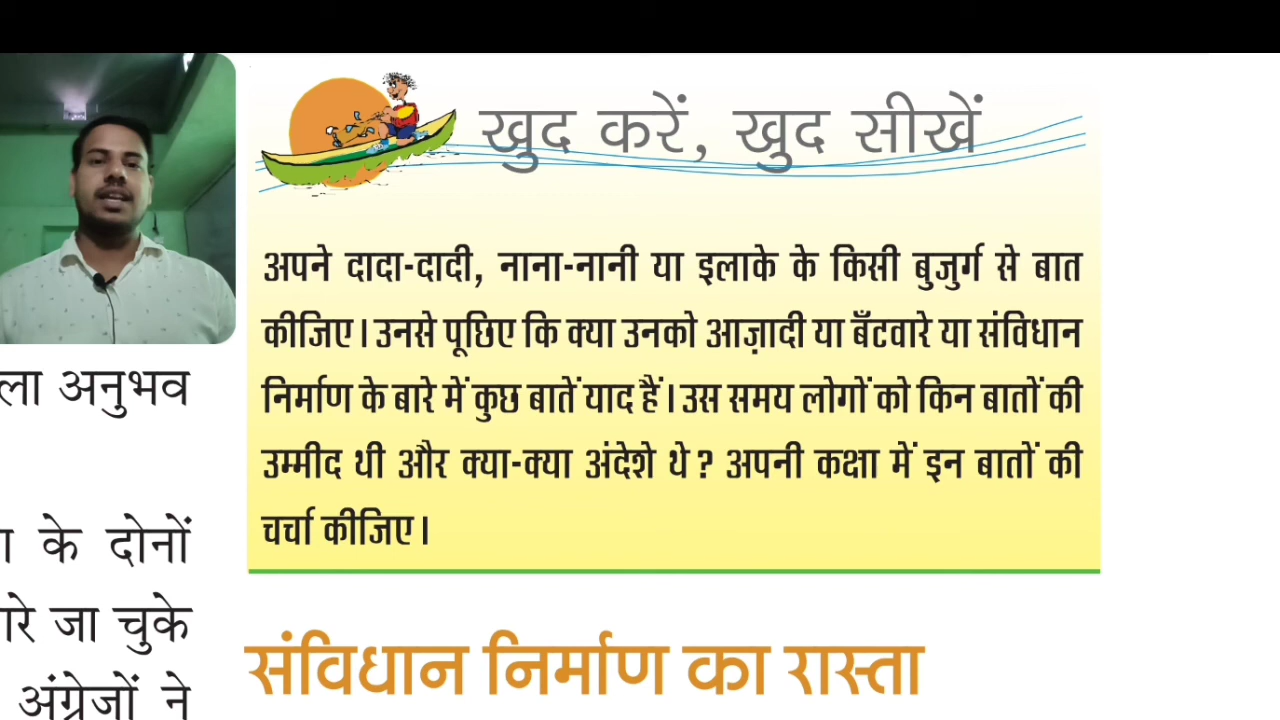 खुद करें, खुद सीखें
अपने दादा-दादी, नाना-नानी या इलाके के किसी बुजुर्ग से बात
कीजिए। उनसे पूछिए कि क्या उनको आज़ादी या बँटवारे या संविधान
निर्माण के बारे में कुछ बातें याद हैं। उस समय लोगों को किन बातों की
उम्मीद थी और क्या-क्या अंदेशे थे? अपनी कक्षा में इन बातों की
चर्चा कीजिए।
ला अनुभव
के दोनों
जा चुके
अंग्रेजों ने
संविधान निर्माण का रास्ता